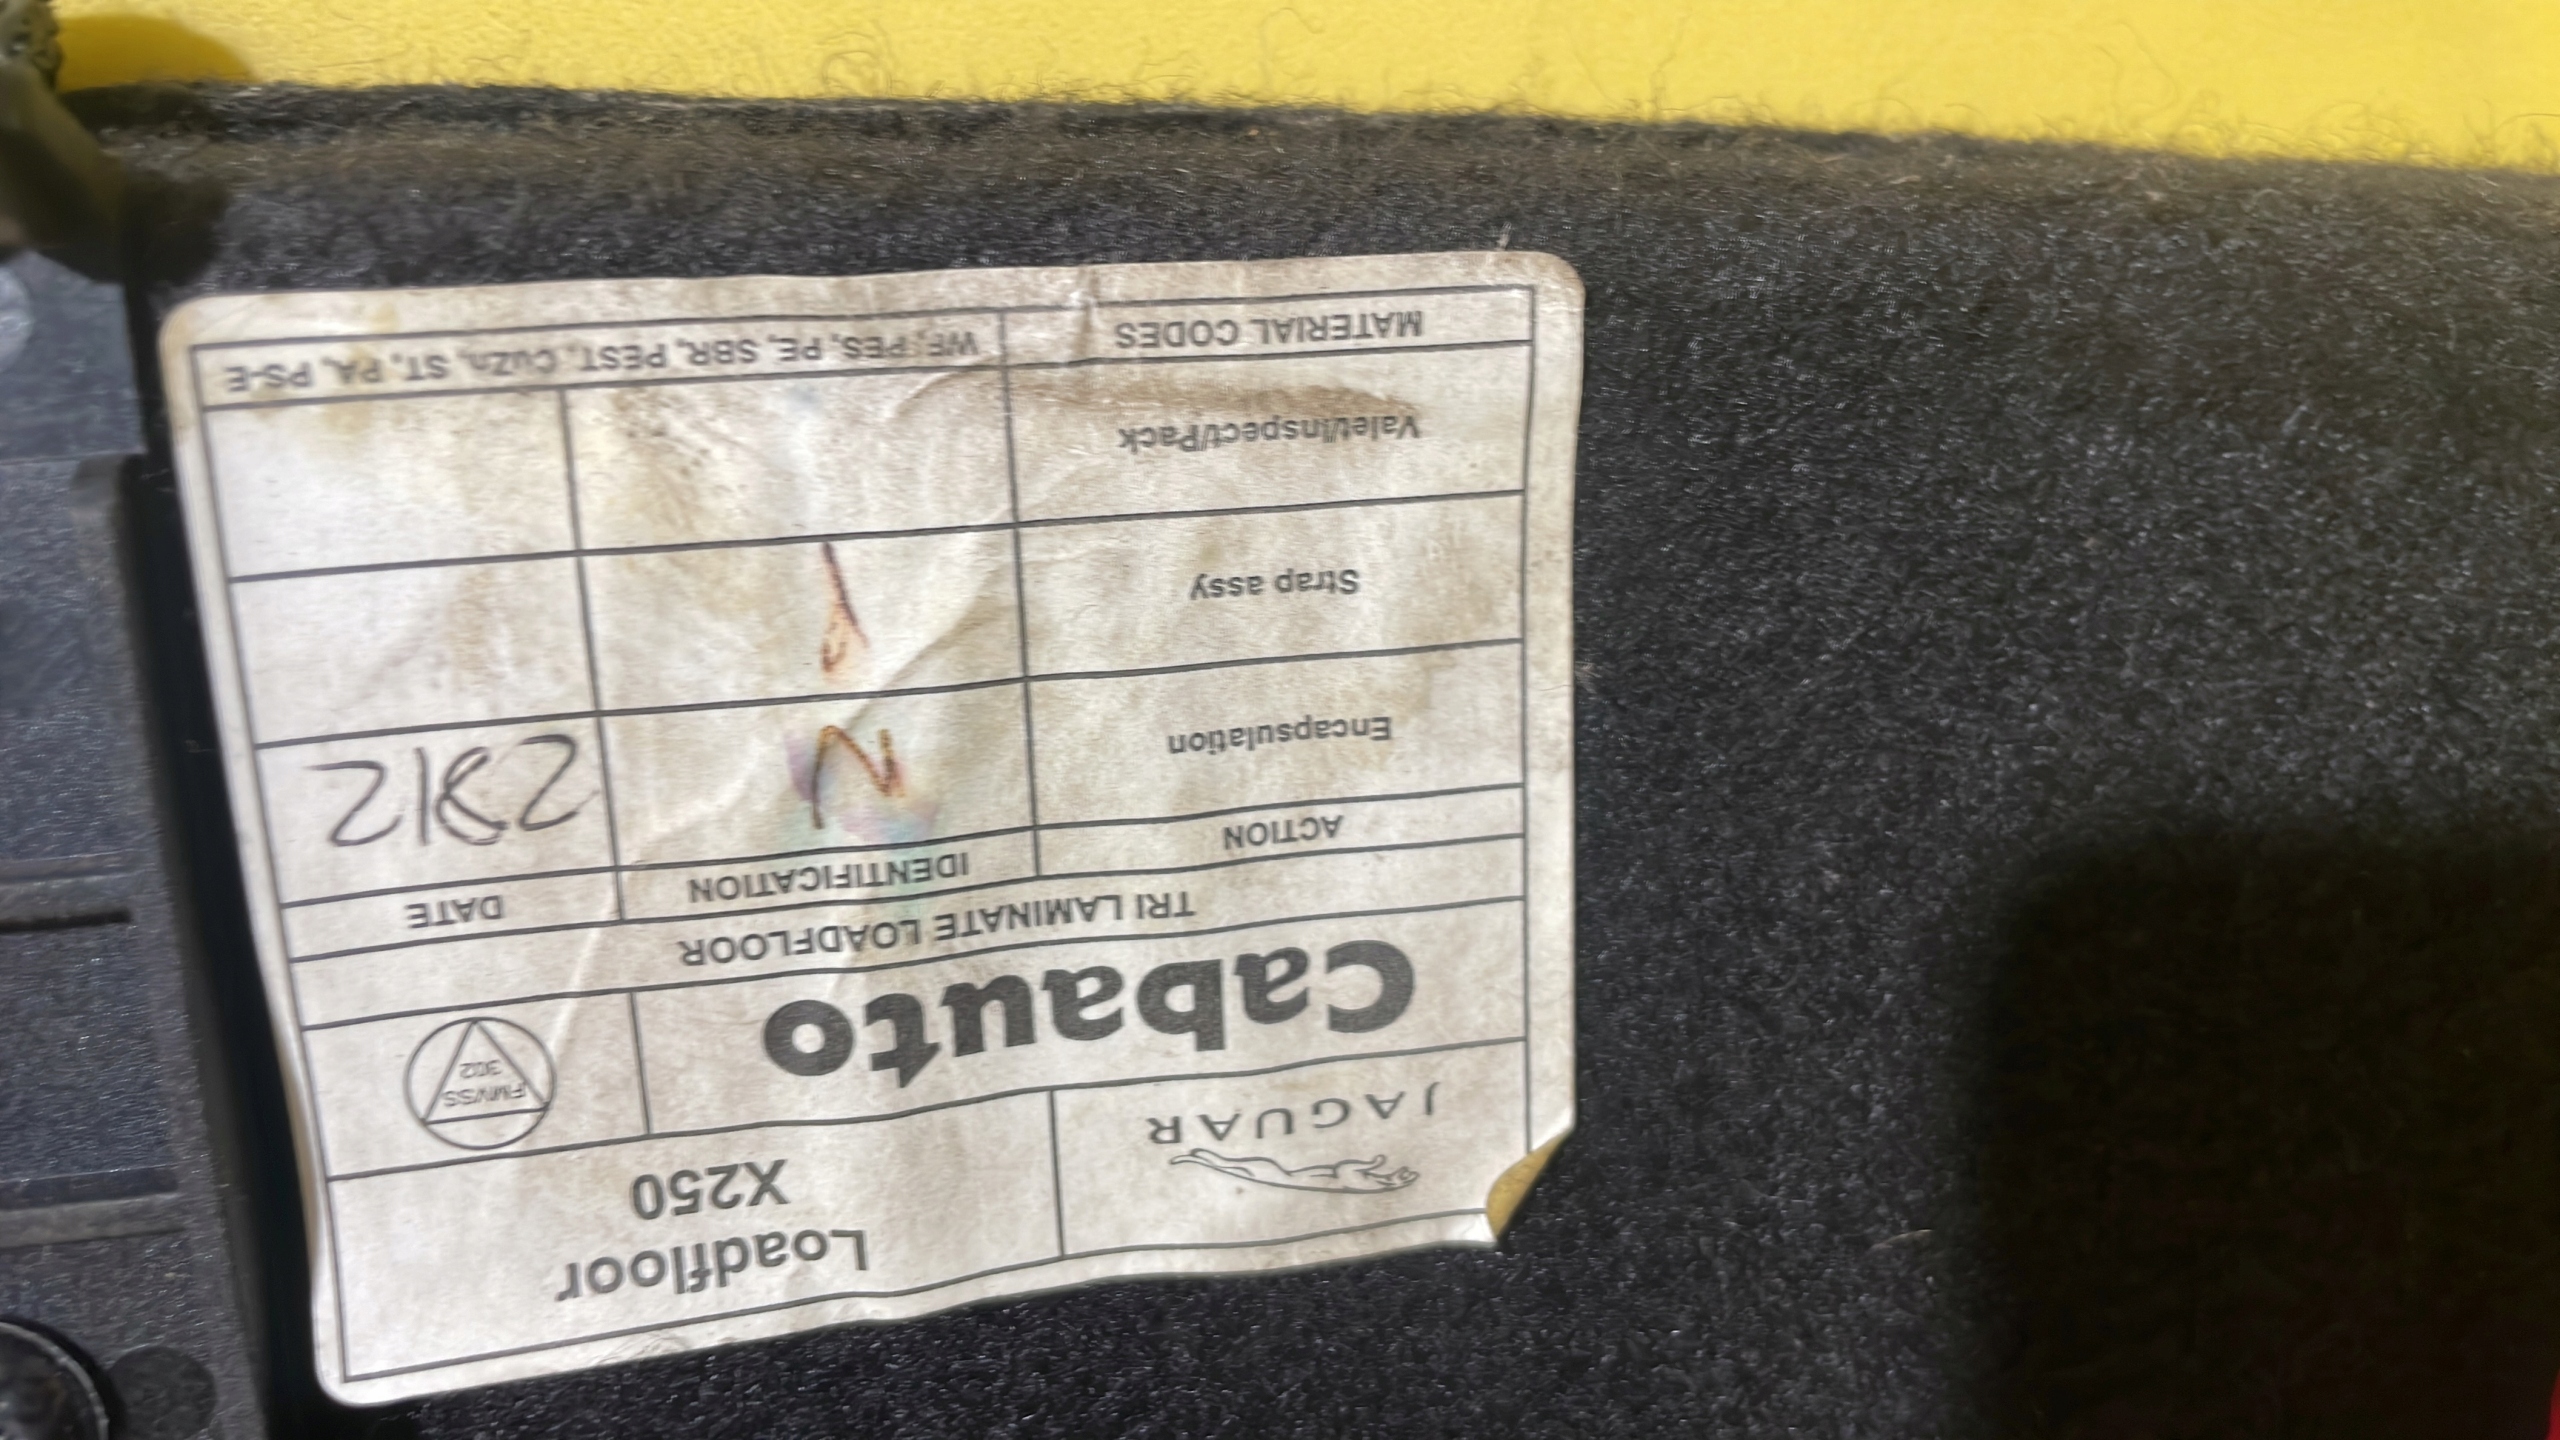 JAGUAR
Loadfloor
X250
Cabauto
FMVSS
302
TRI LAMINATE LOADFLOOR
ACTION IDENTIFICATION DATE
Encapsulation
Strap assy
Valet/Inspect/Pack
MATERIAL CODES WF, PES, PE, SBR, PEST, CuZn, ST, PA, PS-E